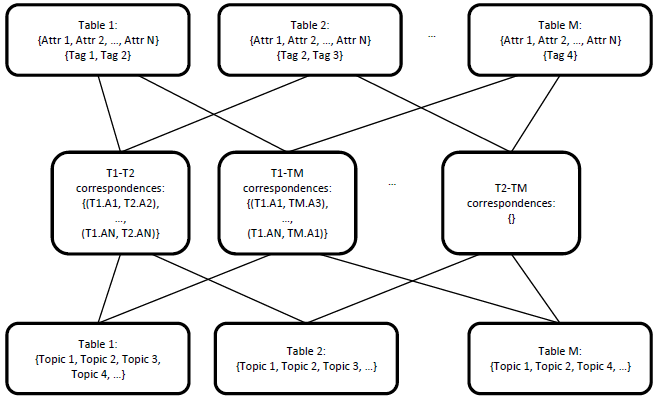 Table 1:
{Attr 1, Attr 2, ..., Attr N}
{Tag 1, Tag 2}
Table 2:
{Attr 1, Attr 2, ..., Attr N}
{Tag 2, Tag 3}
...
Table M:
{Attr 1, Attr 2, ..., Attr N}
{Tag 4}
T1-T2
correspondences:
{(T1.A1, T2.A2),
...,
(T1.AN, T2.AN)}
T1-TM
correspondences:
{(T1.A1, TM.A3),
...,
(T1.AN, TM.A1)}
...
T2-TM
correspondences:
{}
Table 1:
{Topic 1, Topic 2, Topic 3,
Topic 4, ...}
Table 2:
{Topic 1, Topic 2, Topic 3, ...}
Table M:
{Topic 1, Topic 2, Topic 4, ...}